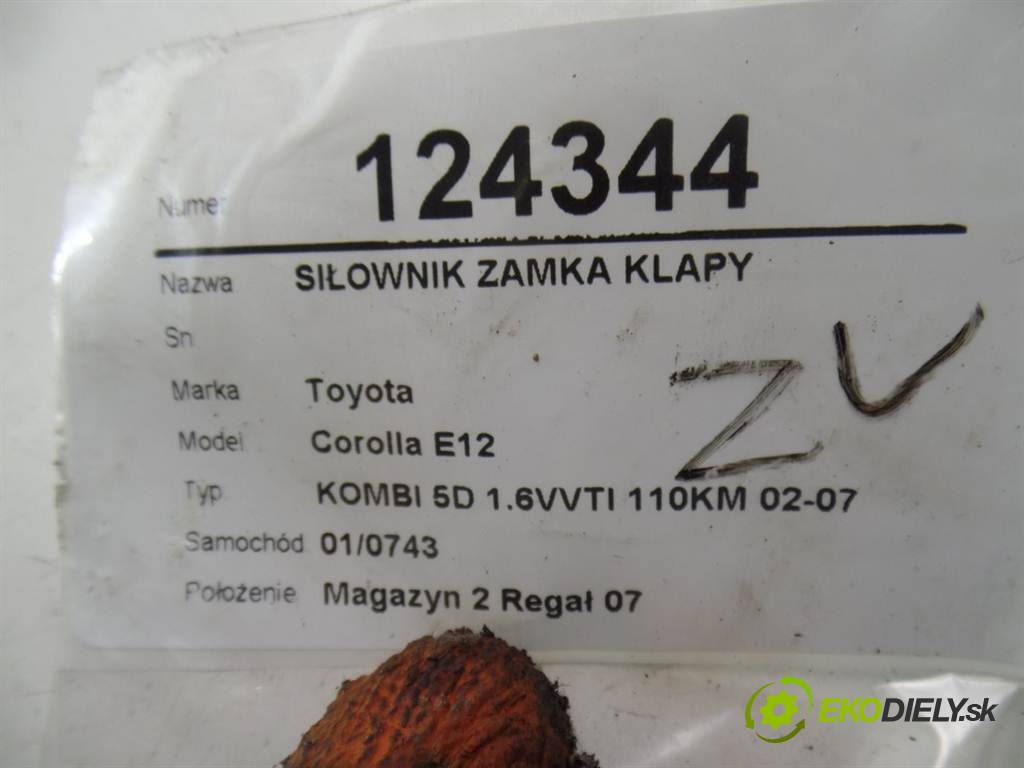 Numer 124344
Nazwa SIŁOWNIK ZAMKA KLAPY
Sn
Marka Toyota
Model Corolla E12
Typ KOMBI 5D 1.6VVTI 110KM 02-07
Samochód 01/0743
Położenie Magazyn 2 Regał 07
ZU
EKODIELY.sk